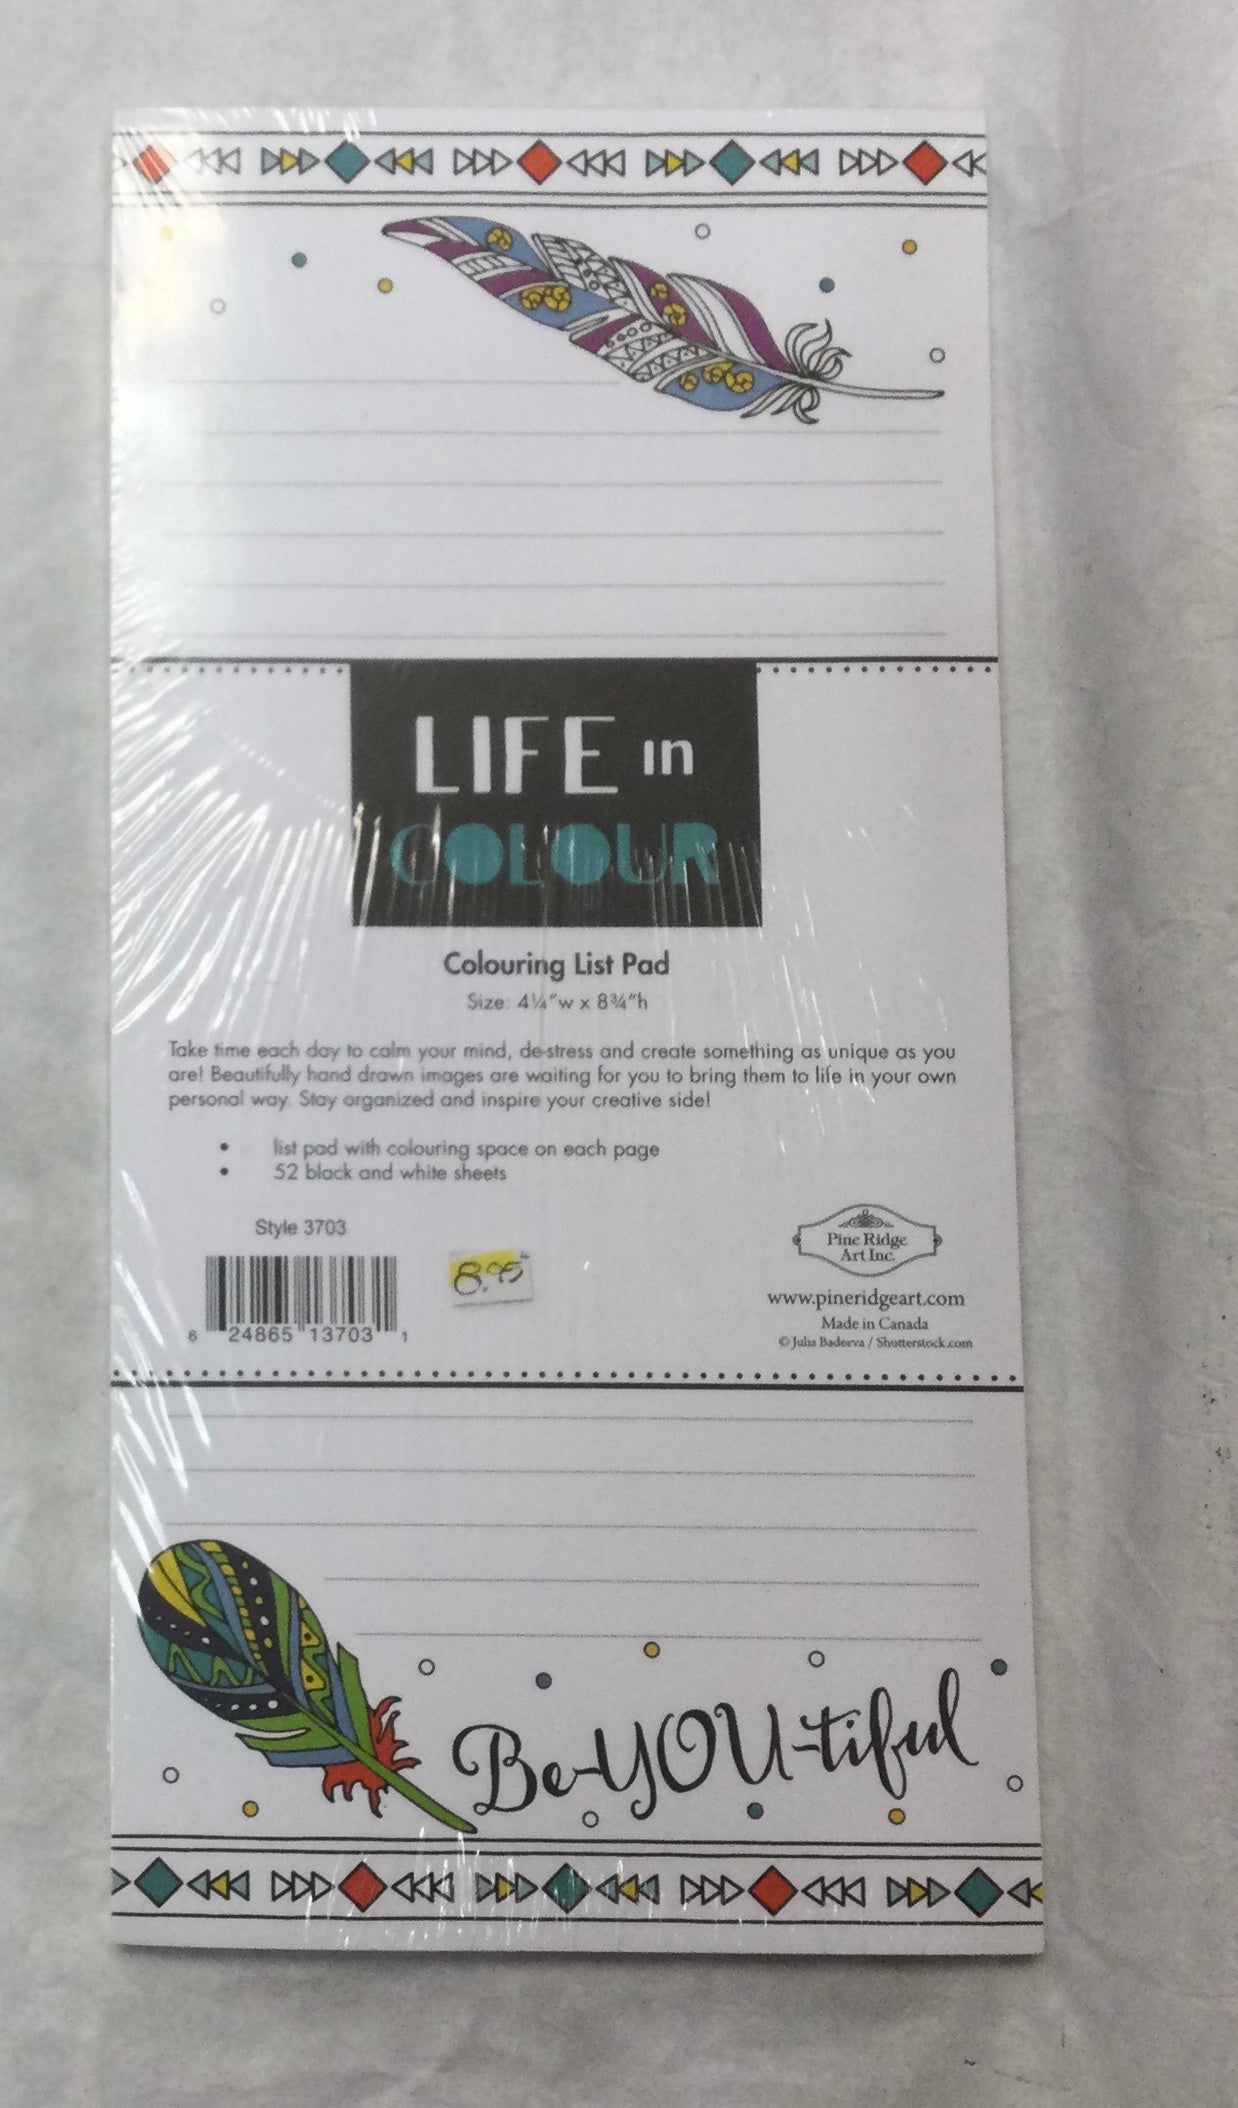 LIFE in
COLOUR
Colouring List Pad
Size: 4¼"w x 8¾"h
Take time each day to calm your mind, de-stress and create something as unique as you
are! Beautifully hand drawn images are waiting for you to bring them to life in your own
personal way. Stay organized and inspire your creative side!
• list pad with colouring space on each page
• 52 black and white sheets
Style 3703
6 24865 13703 1
8.95
Pine Ridge
Art Inc.
www.pineridgeart.com
Made in Canada
© Julia Badeeva / Shutterstock.com
Be-YOU-tiful